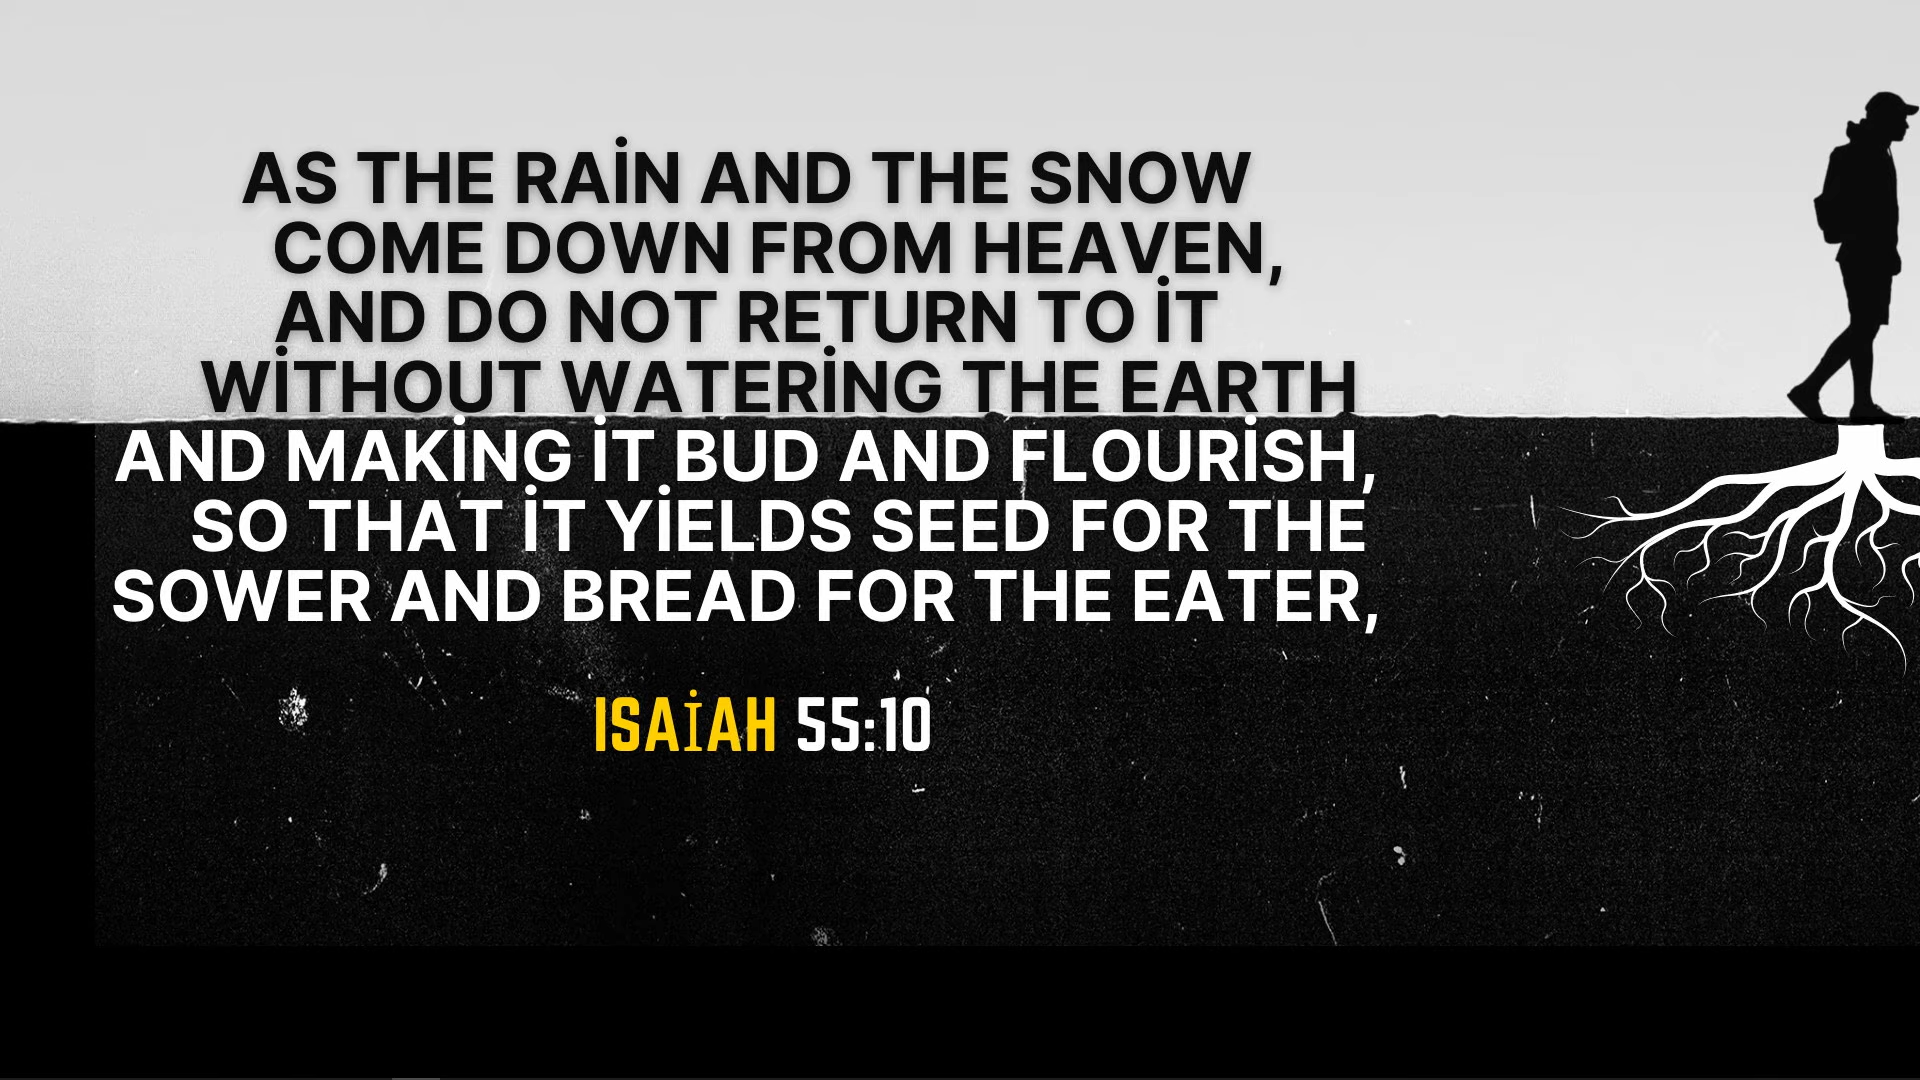 AS THE RAİN AND THE SNOW
COME DOWN FROM HEAVEN,
AND DO NOT RETURN TO İT
WİTHOUT WATERİNG THE EARTH
AND MAKİNG İT BUD AND FLOURİSH,
SO THAT İT YİELDS SEED FOR THE
SOWER AND BREAD FOR THE EATER,
ISAİAH 55:10